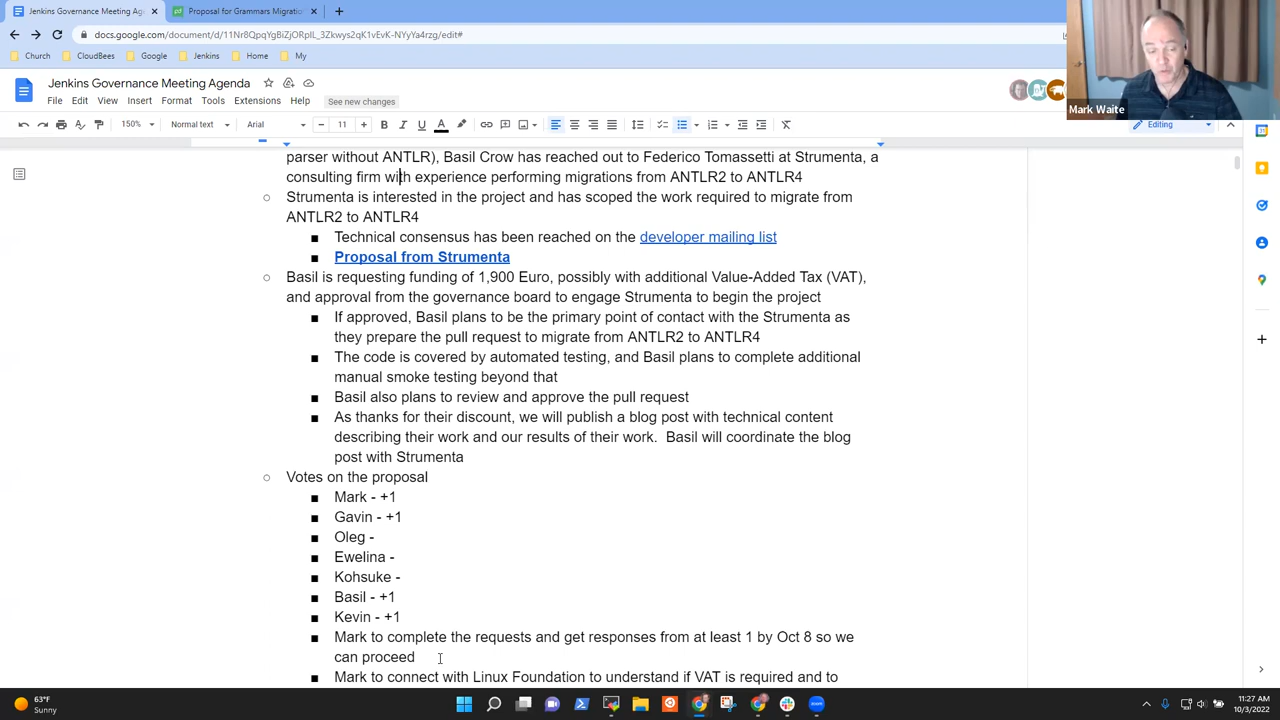 Jenkins Governance Meeting Age
Proposal for Grammars Migration
docs.google.com/document/d/11Nr8QpqYgBiZjORpIL_3Zkwys2qK1vEvK-NYyYa4rzg/edit#
Church
CloudBees
Google
Jenkins
Home
My
Jenkins Governance Meeting Agenda
File Edit View Insert Format Tools Extensions Help
See new changes
Mark Waite
150%
Normal text
Arial
11
Editing
parser without ANTLR), Basil Crow has reached out to Federico Tomassetti at Strumenta, a
consulting firm with experience performing migrations from ANTLR2 to ANTLR4
Strumenta is interested in the project and has scoped the work required to migrate from
ANTLR2 to ANTLR4
Technical consensus has been reached on the developer mailing list
Proposal from Strumenta
Basil is requesting funding of 1,900 Euro, possibly with additional Value-Added Tax (VAT),
and approval from the governance board to engage Strumenta to begin the project
If approved, Basil plans to be the primary point of contact with the Strumenta as
they prepare the pull request to migrate from ANTLR2 to ANTLR4
The code is covered by automated testing, and Basil plans to complete additional
manual smoke testing beyond that
Basil also plans to review and approve the pull request
As thanks for their discount, we will publish a blog post with technical content
describing their work and our results of their work.  Basil will coordinate the blog
post with Strumenta
Votes on the proposal
Mark - +1
Gavin - +1
Oleg -
Ewelina -
Kohsuke -
Basil - +1
Kevin - +1
Mark to complete the requests and get responses from at least 1 by Oct 8 so we
can proceed
Mark to connect with Linux Foundation to understand if VAT is required and to
63°F
Sunny
11:27 AM
10/3/2022